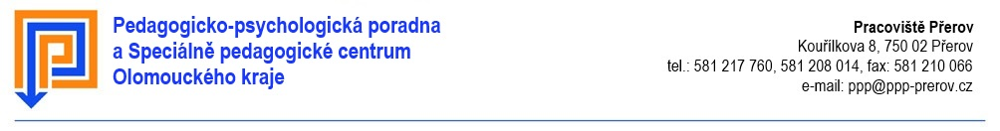 Pedagogicko-psychologická poradna
a Speciálně pedagogické centrum
Olomouckého kraje
Pracoviště Přerov
Kouřílkova 8, 750 02 Přerov
tel.: 581 217 760, 581 208 014, fax: 581 210 066
e-mail: ppp@ppp-prerov.cz